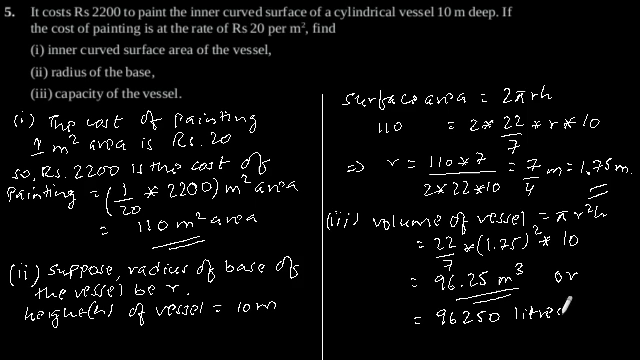 5. It costs Rs 2200 to paint the inner curved surface of a cylindrical vessel 10 m deep. If
the cost of painting is at the rate of Rs 20 per m², find
(i) inner curved surface area of the vessel,
(ii) radius of the base,
(iii) capacity of the vessel.
(i) The cost of painting
1 m² area is Rs. 20
so, Rs. 2200 is the cost of
painting = (1/20 * 2200) m² area
= 110 m² area
(ii) suppose, radius of base of
the vessel be r.
height(h) of vessel = 10m
surface area = 2πrh
110 = 2 * 22/7 * r * 10
⇒ r = (110 * 7)/(2 * 22 * 10) = 7/4 m = 1.75 m.
(iii) volume of vessel = πr²h
= 22/7 * (1.75)² * 10
= 96.25 m³ or
= 96250 litres